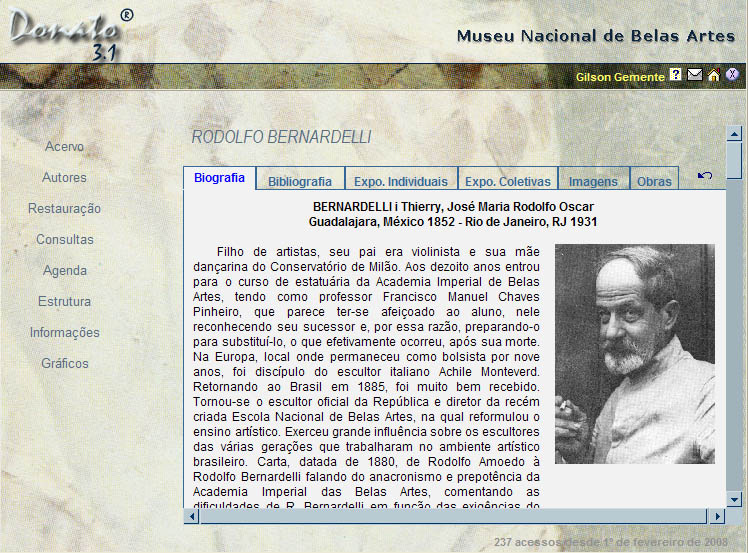 Donato ®
3.1
Museu Nacional de Belas Artes
Gilson Gemente ? X
Acervo
Autores
Restauração
Consultas
Agenda
Estrutura
Informações
Gráficos
RODOLFO BERNARDELLI
Biografia Bibliografia Expo. Individuais Expo. Coletivas Imagens Obras
BERNARDELLI i Thierry, José Maria Rodolfo Oscar
Guadalajara, México 1852 - Rio de Janeiro, RJ 1931
Filho de artistas, seu pai era violinista e sua mãe
dançarina do Conservatório de Milão. Aos dezoito anos entrou
para o curso de estatuária da Academia Imperial de Belas
Artes, tendo como professor Francisco Manuel Chaves
Pinheiro, que parece ter-se afeiçoado ao aluno, nele
reconhecendo seu sucessor e, por essa razão, preparando-o
para substituí-lo, o que efetivamente ocorreu, após sua morte.
Na Europa, local onde permaneceu como bolsista por nove
anos, foi discípulo do escultor italiano Achile Monteverd.
Retornando ao Brasil em 1885, foi muito bem recebido.
Tornou-se o escultor oficial da República e diretor da recém
criada Escola Nacional de Belas Artes, na qual reformulou o
ensino artístico. Exerceu grande influência sobre os escultores
das várias gerações que trabalharam no ambiente artístico
brasileiro. Carta, datada de 1880, de Rodolfo Amoedo à
Rodolfo Bernardelli falando do anacronismo e prepotência da
Academia Imperial das Belas Artes, comentando as
dificuldades de R. Bernardelli em função das exigências do
237 acessos desde 1º de fevereiro de 2008